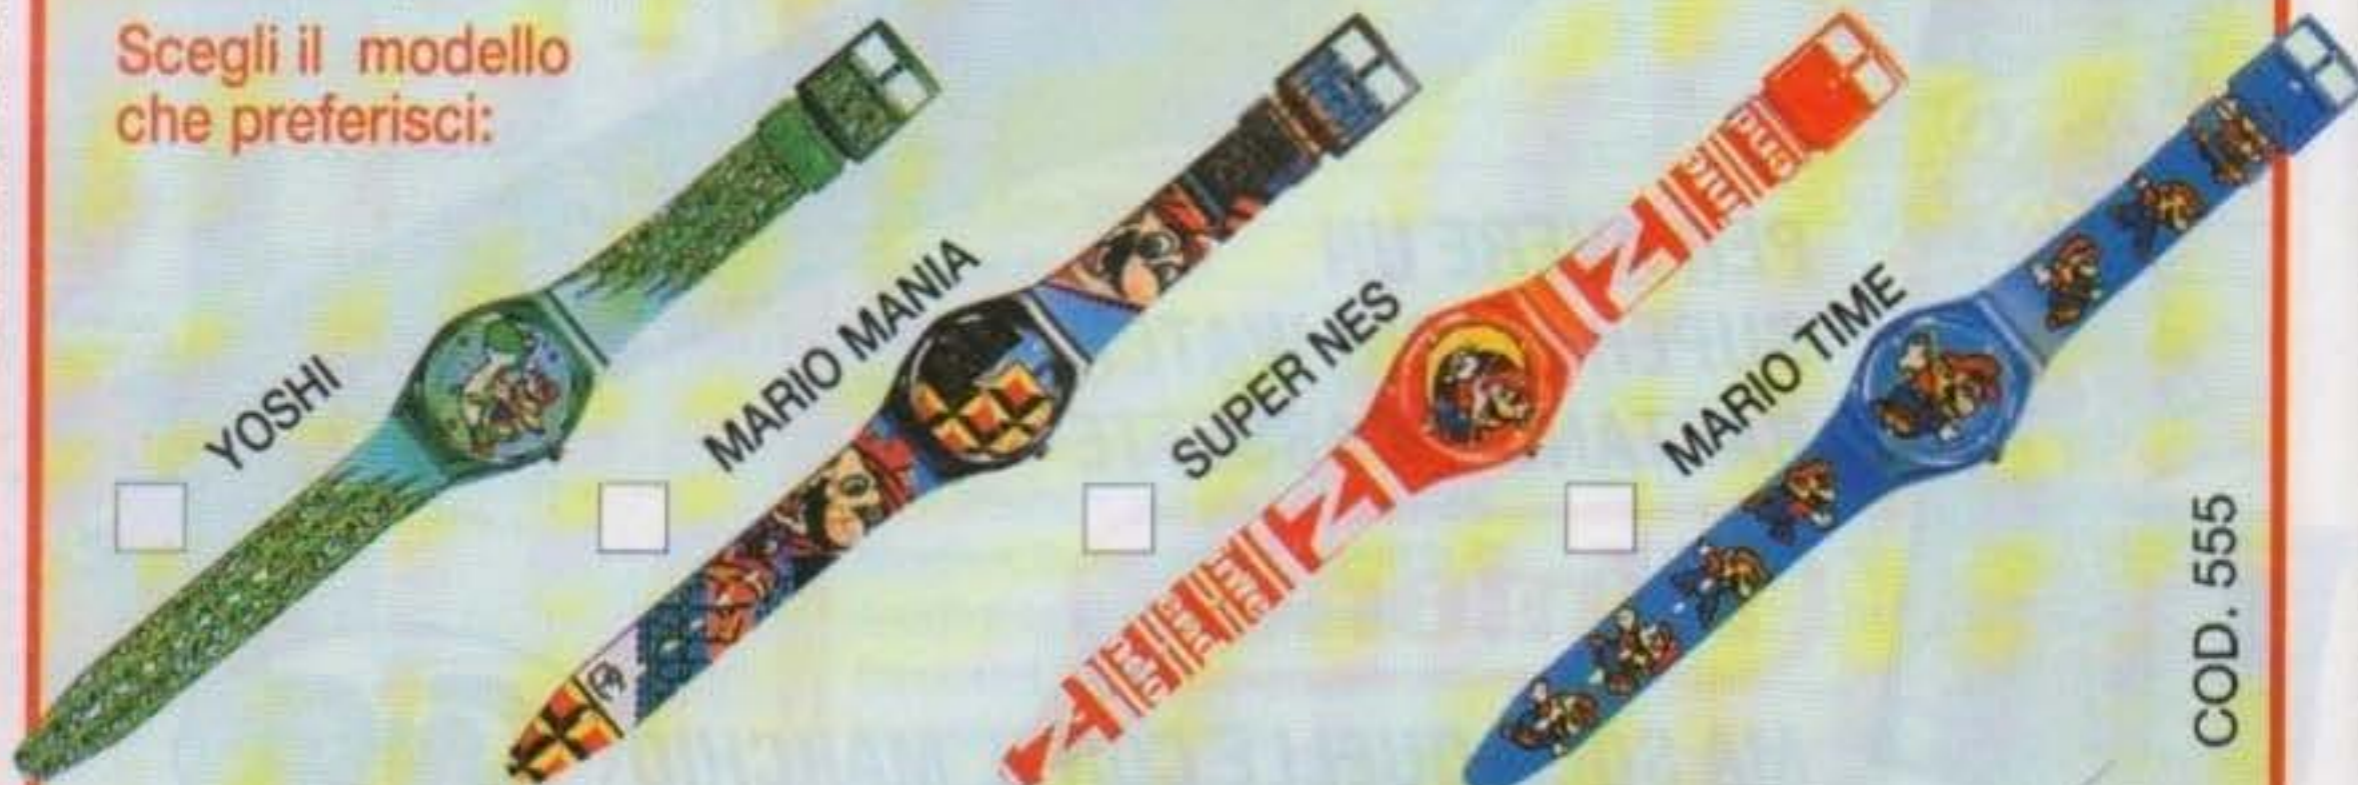 Scegli il modello
che preferisci:
YOSHI
MARIO MANIA
SUPER NES
MARIO TIME
COD. 555